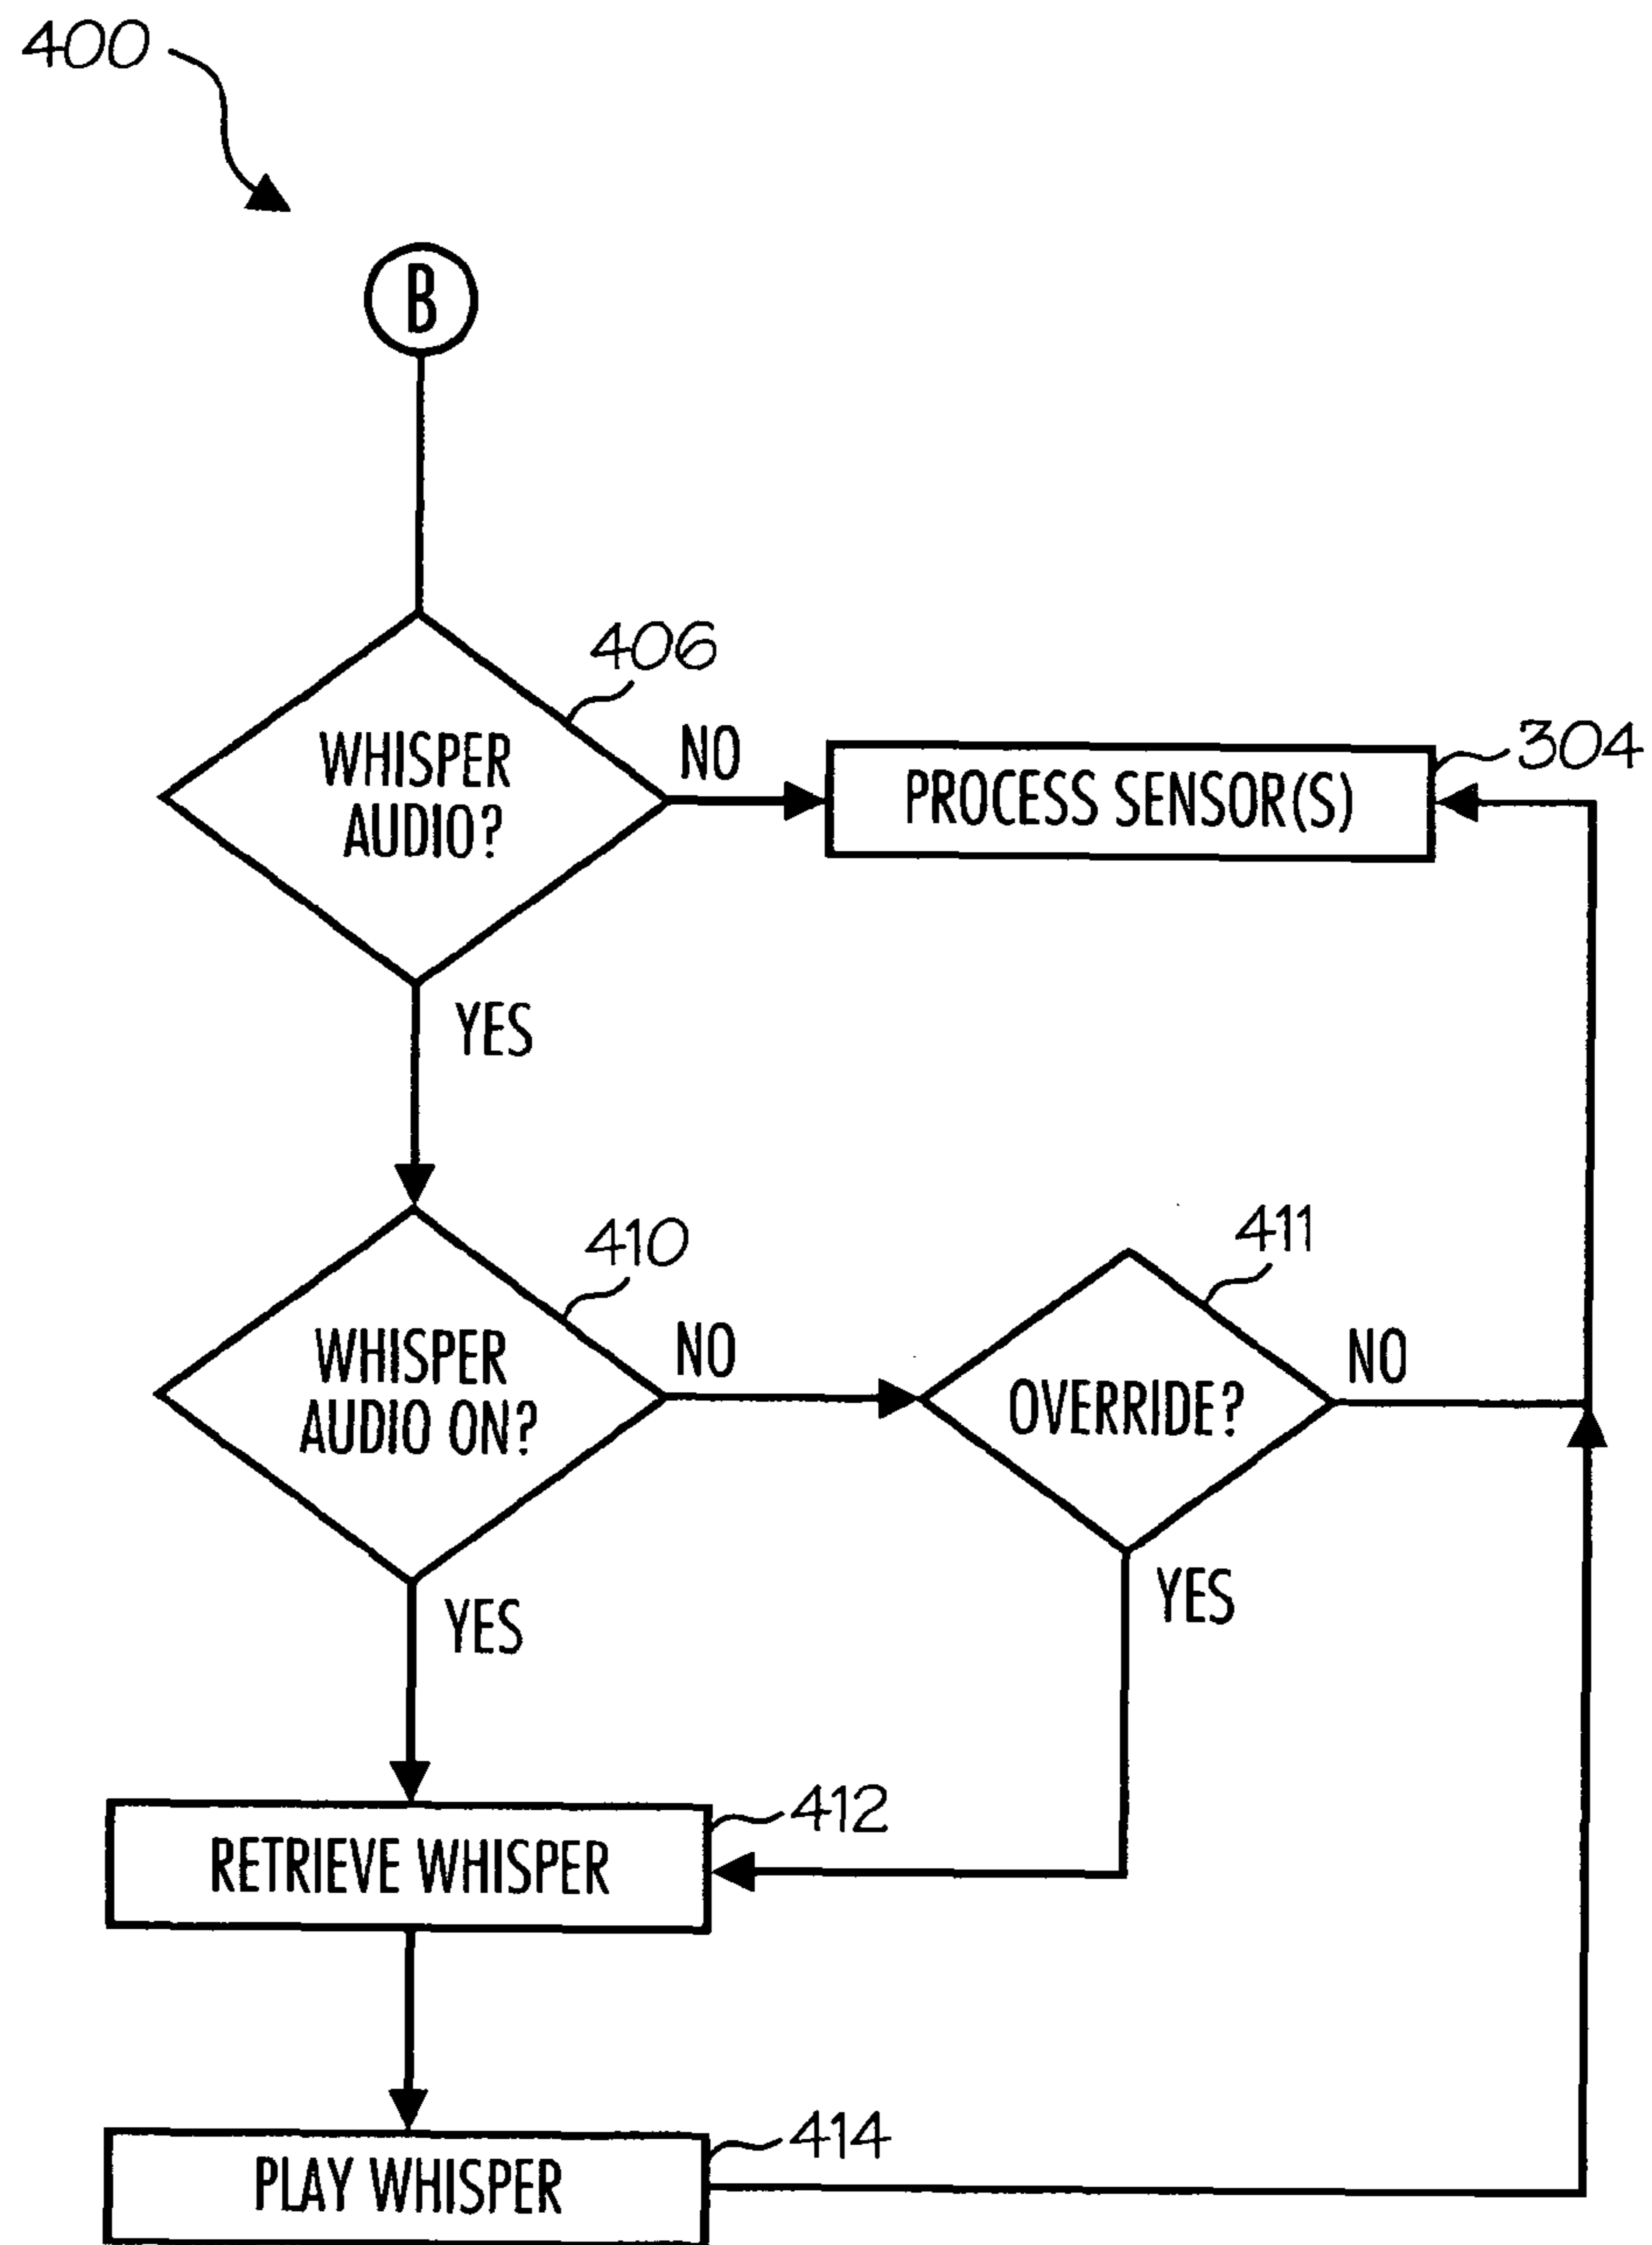 400
B
406
WHISPER
AUDIO?
NO
PROCESS SENSOR(S)
304
YES
410
WHISPER
AUDIO ON?
NO
411
OVERRIDE?
NO
YES
YES
412
RETRIEVE WHISPER
414
PLAY WHISPER